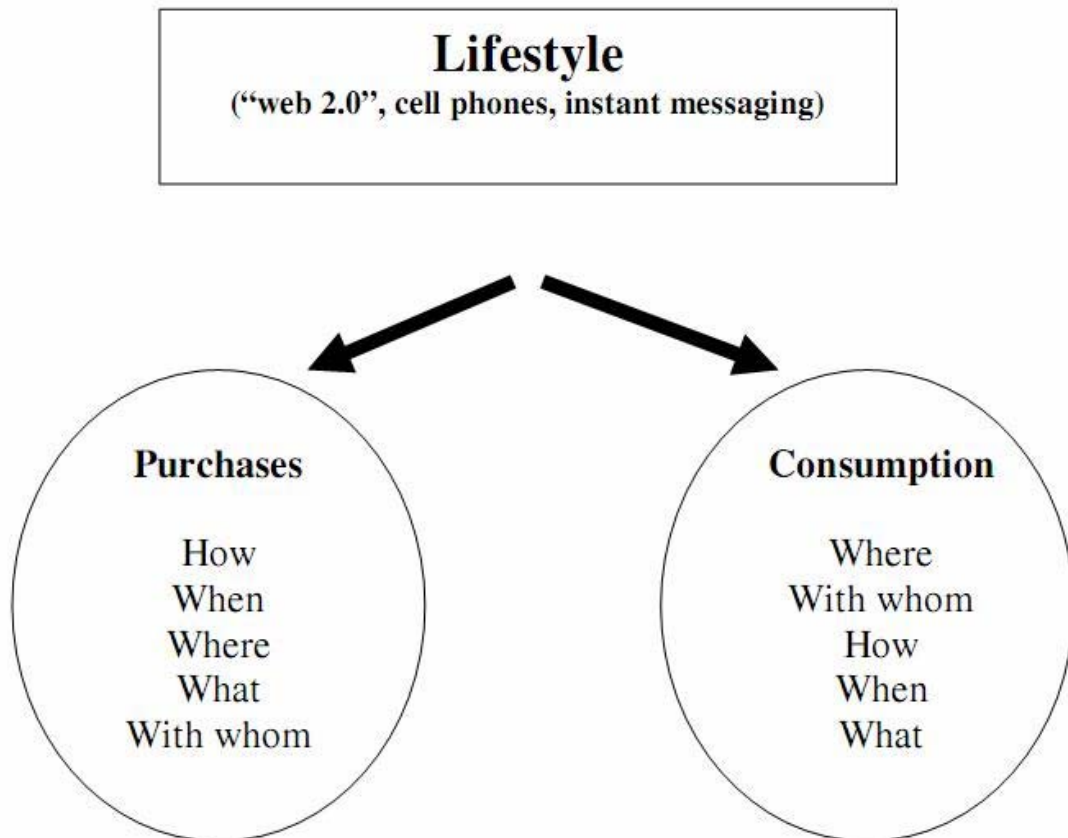 Lifestyle
(“web 2.0”, cell phones, instant messaging)
Purchases
How
When
Where
What
With whom
Consumption
Where
With whom
How
When
What